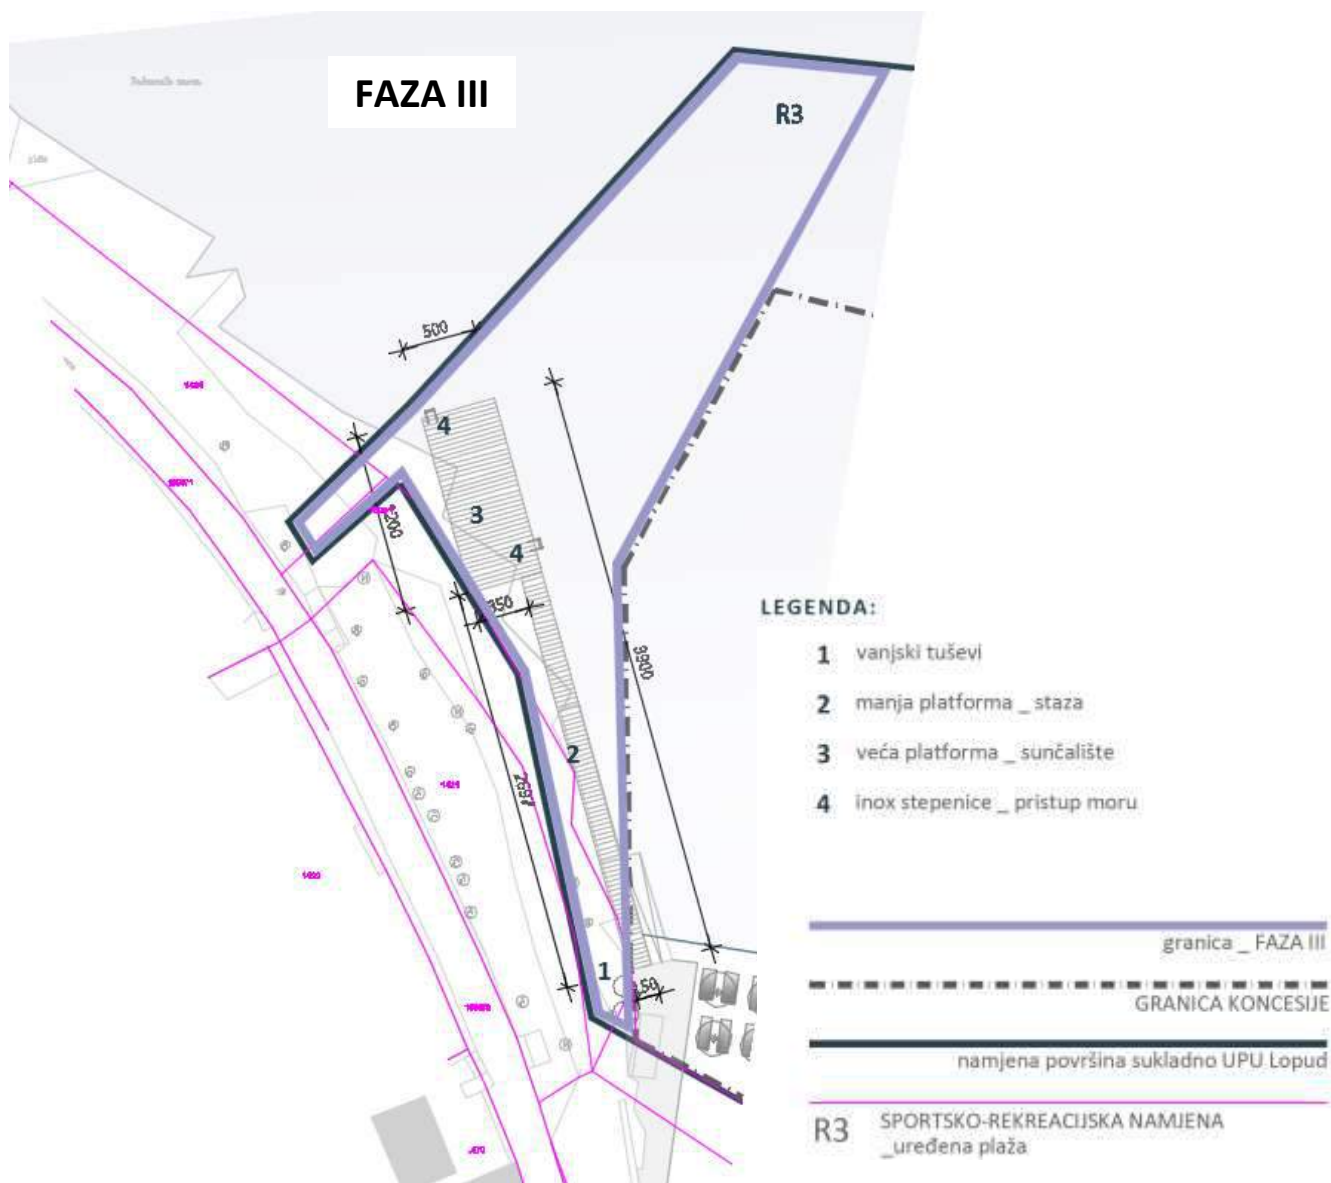 FAZA III
R3
500
4
3
1200
4
350
3900
2
1
150
LEGENDA:
1 vanjski tuševi
2 manja platforma _ staza
3 veća platforma _ sunčalište
4 inox stepenice _ pristup moru
granica _ FAZA III
GRANICA KONCESIJE
namjena površina sukladno UPU Lopud
R3 SPORTSKO-REKREACIJSKA NAMJENA
_uređena plaža